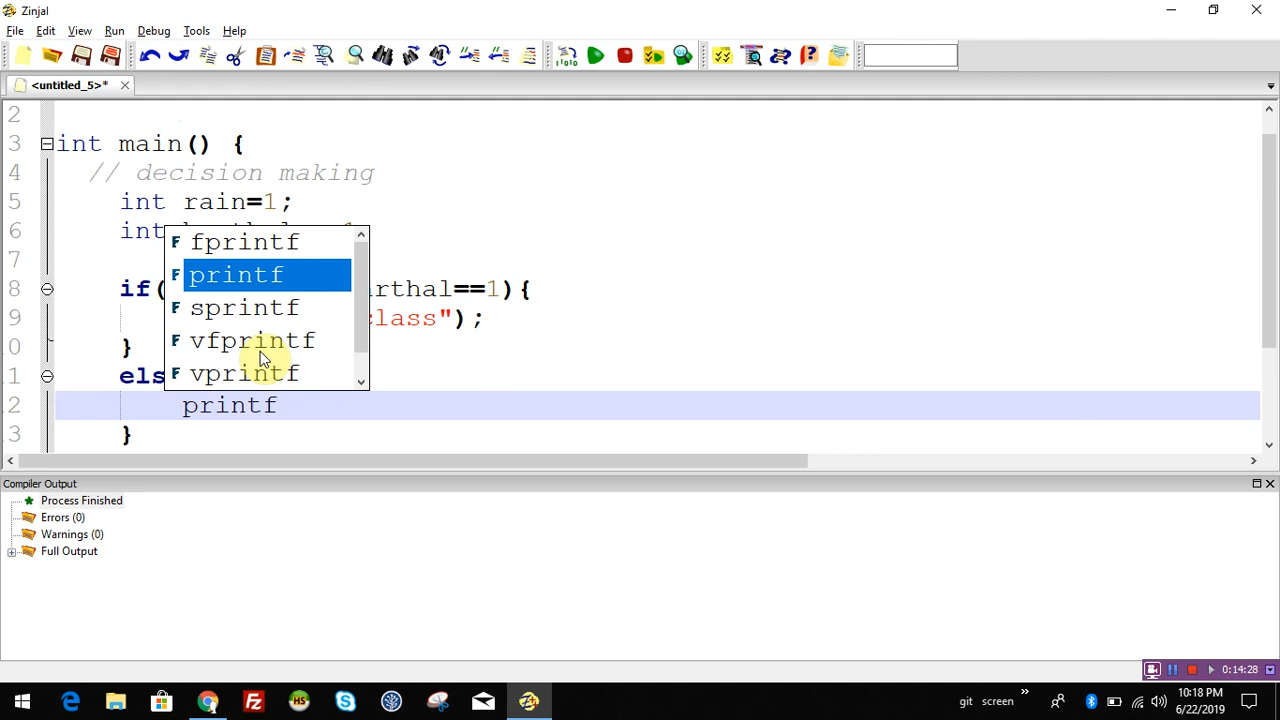 Zinjal
File Edit View Run Debug Tools Help
<untitled_5>*
2
3 int main() {
4 // decision making
5 int rain=1;
6 int
7
8 if( arthal==1){
9 class");
0 }
1 els
2 printf
3 }
fprintf
printf
sprintf
vfprintf
vprintf
Compiler Output
Process Finished
Errors (0)
Warnings (0)
Full Output
0:14:28
git screen
10:18 PM
6/22/2019